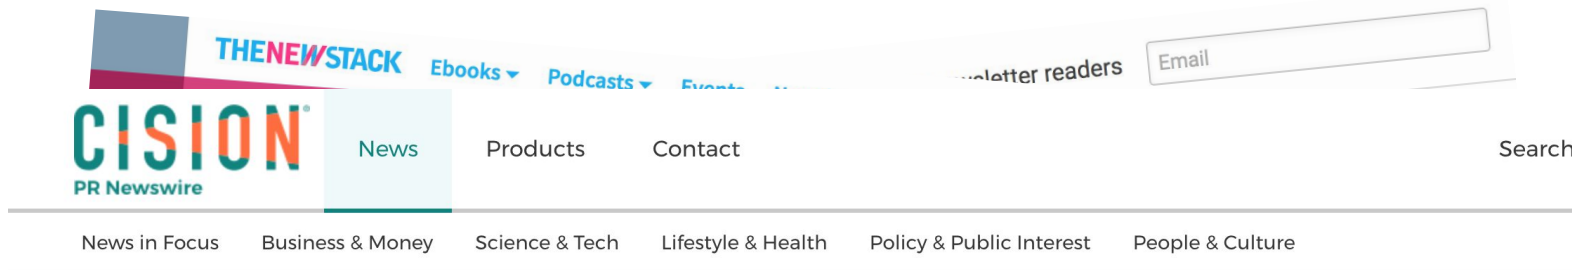 THENEWSTACK Ebooks Podcasts
readers Email
CISION®
PR Newswire
News Products Contact Search
News in Focus Business & Money Science & Tech Lifestyle & Health Policy & Public Interest People & Culture